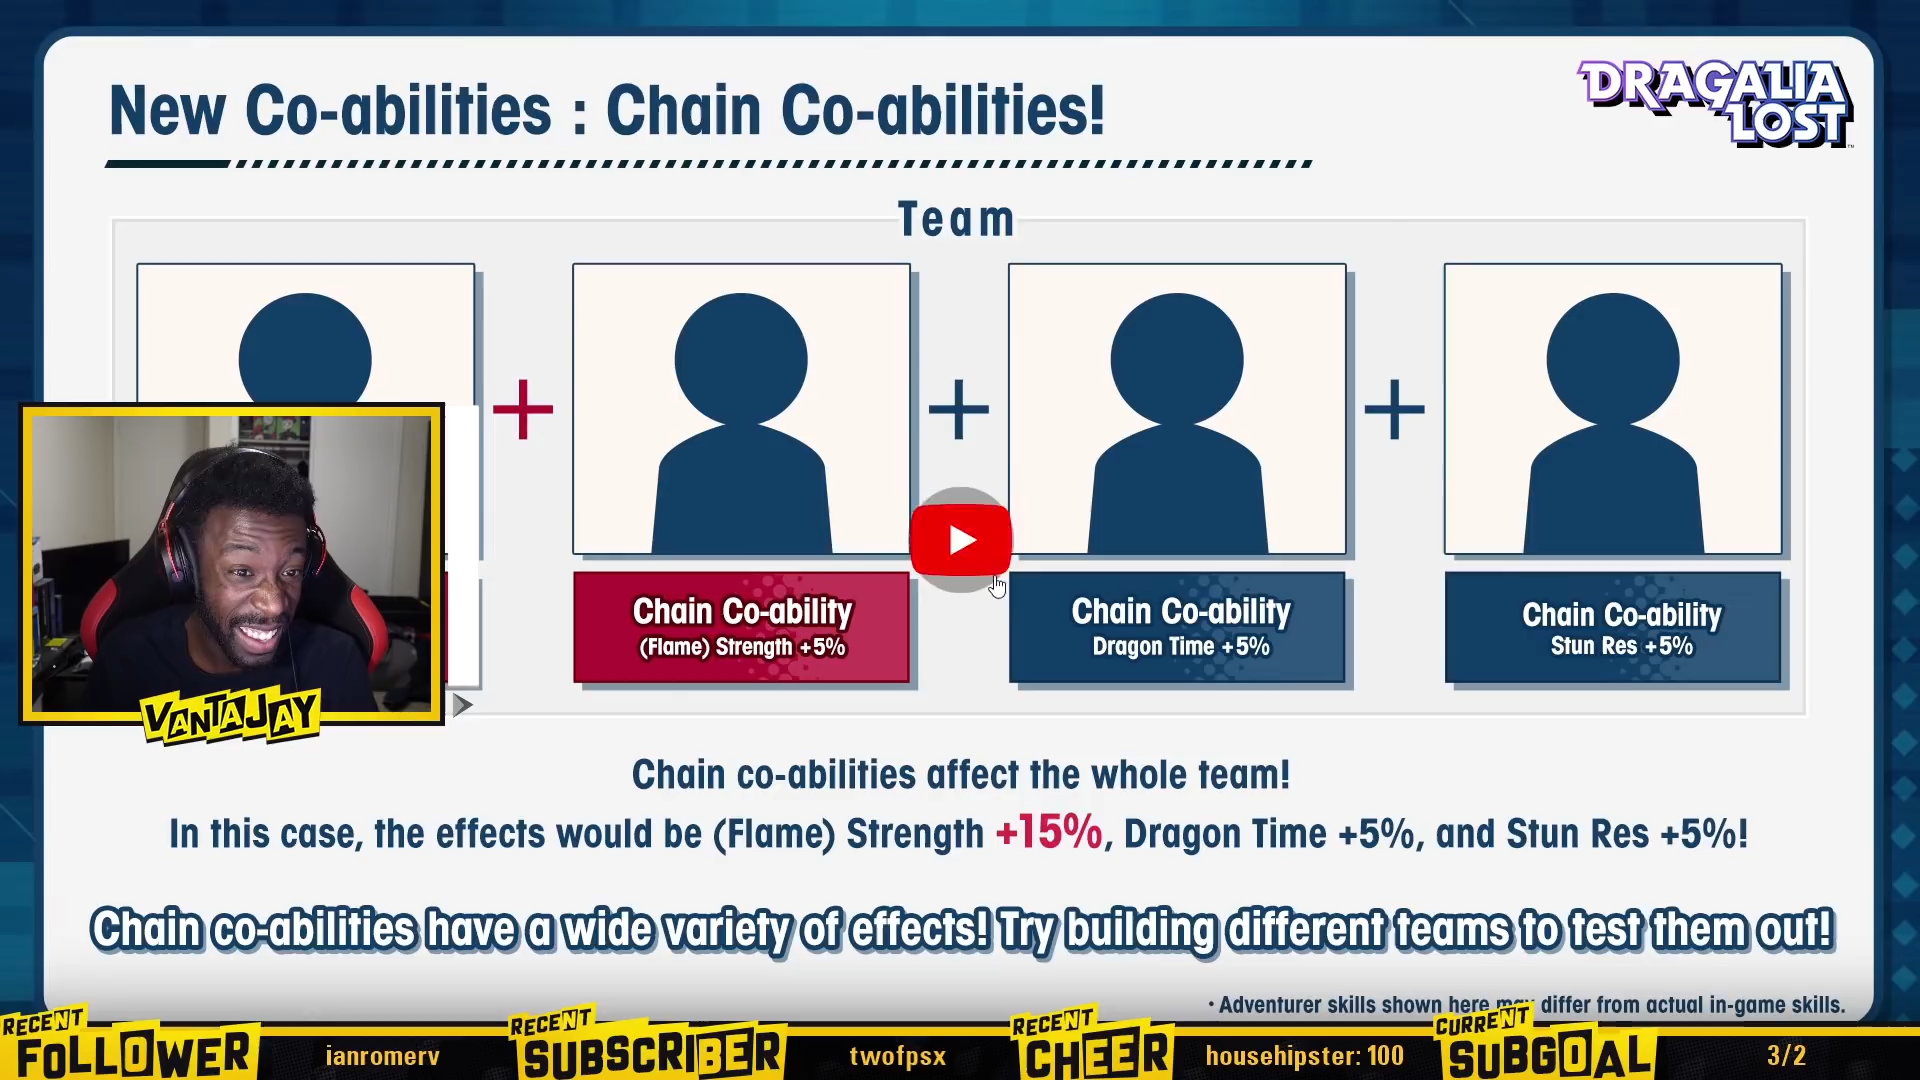 New Co-abilities : Chain Co-abilities!
DRAGALIA
LOST
Team
Chain Co-ability
(Flame) Strength +5%
Chain Co-ability
Dragon Time +5%
Chain Co-ability
Stun Res +5%
VANTAJAY
Chain co-abilities affect the whole team!
In this case, the effects would be (Flame) Strength +15%, Dragon Time +5%, and Stun Res +5%!
Chain co-abilities have a wide variety of effects! Try building different teams to test them out!
· Adventurer skills shown here may differ from actual in-game skills.
RECENT
FOLLOWER
ianromerv
RECENT
SUBSCRIBER
twofpsx
RECENT
CHEER
househipster: 100
CURRENT
SUBGOAL
3/2